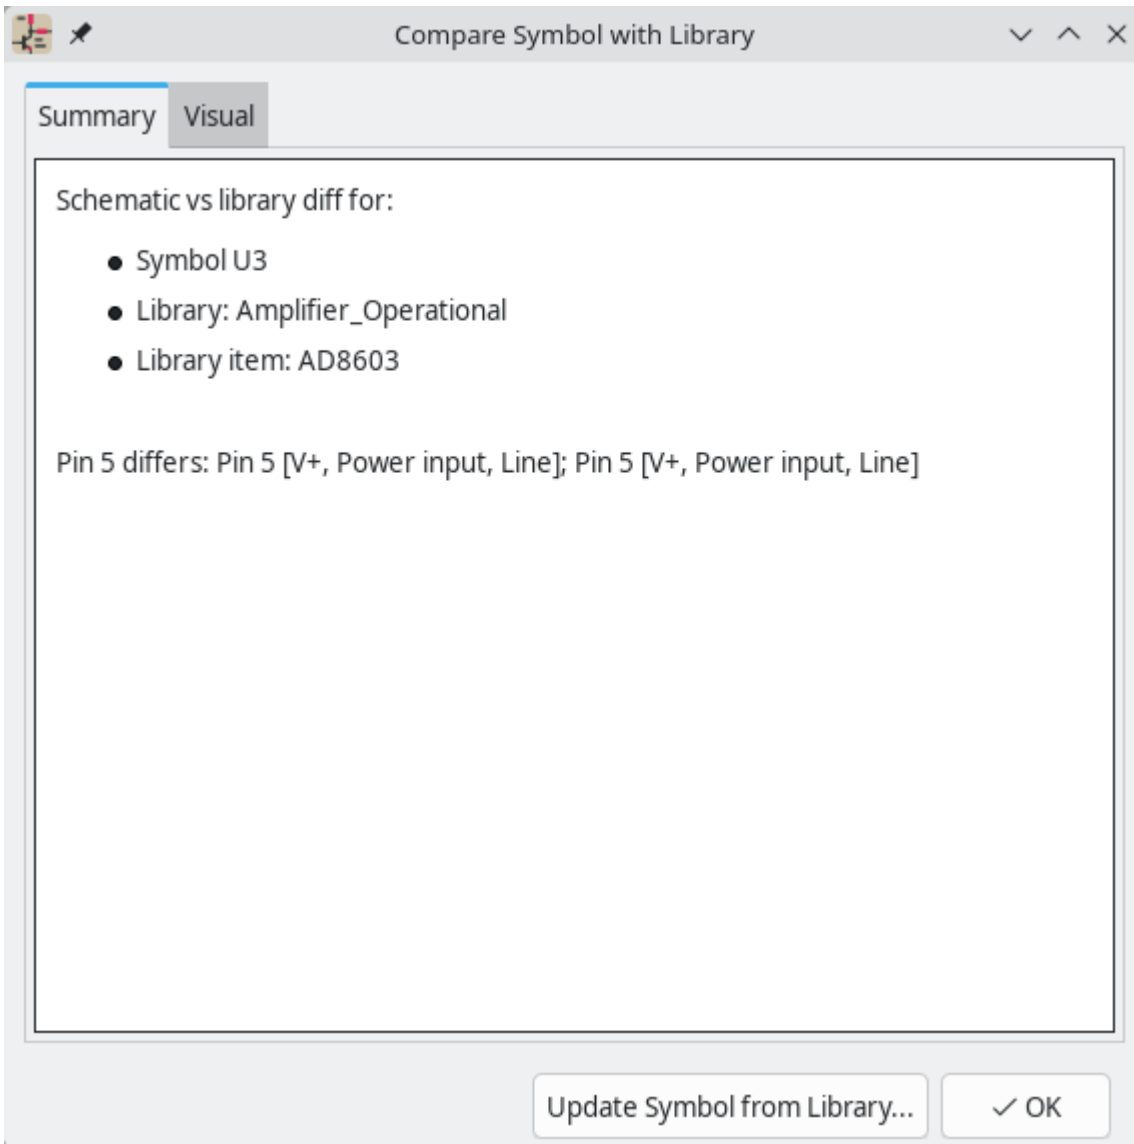 Compare Symbol with Library
Summary Visual
Schematic vs library diff for:
● Symbol U3
● Library: Amplifier_Operational
● Library item: AD8603
Pin 5 differs: Pin 5 [V+, Power input, Line]; Pin 5 [V+, Power input, Line]
Update Symbol from Library... OK